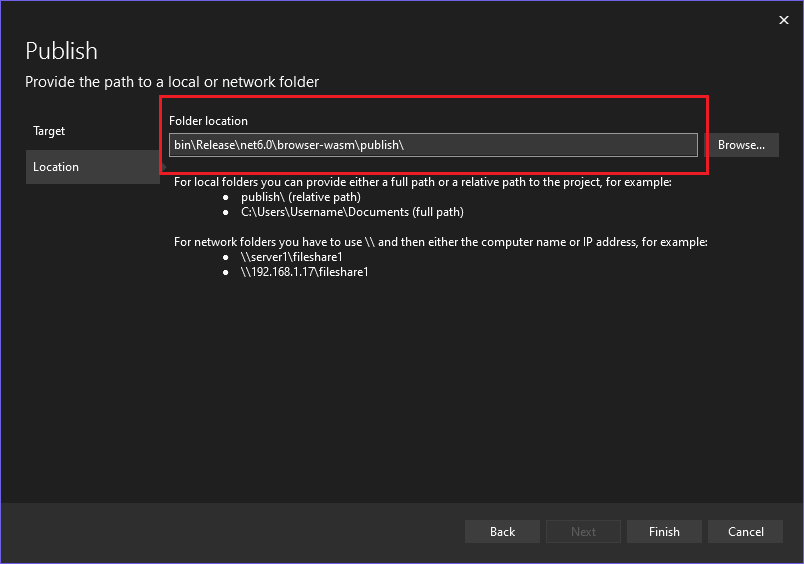 Publish
Provide the path to a local or network folder
Target
Location
Folder location
bin\Release\net6.0\browser-wasm\publish\
Browse...
For local folders you can provide either a full path or a relative path to the project, for example:
• publish\ (relative path)
• C:\Users\Username\Documents (full path)
For network folders you have to use \\ and then either the computer name or IP address, for example:
• \\server1\fileshare1
• \\192.168.1.17\fileshare1
Back Next Finish Cancel